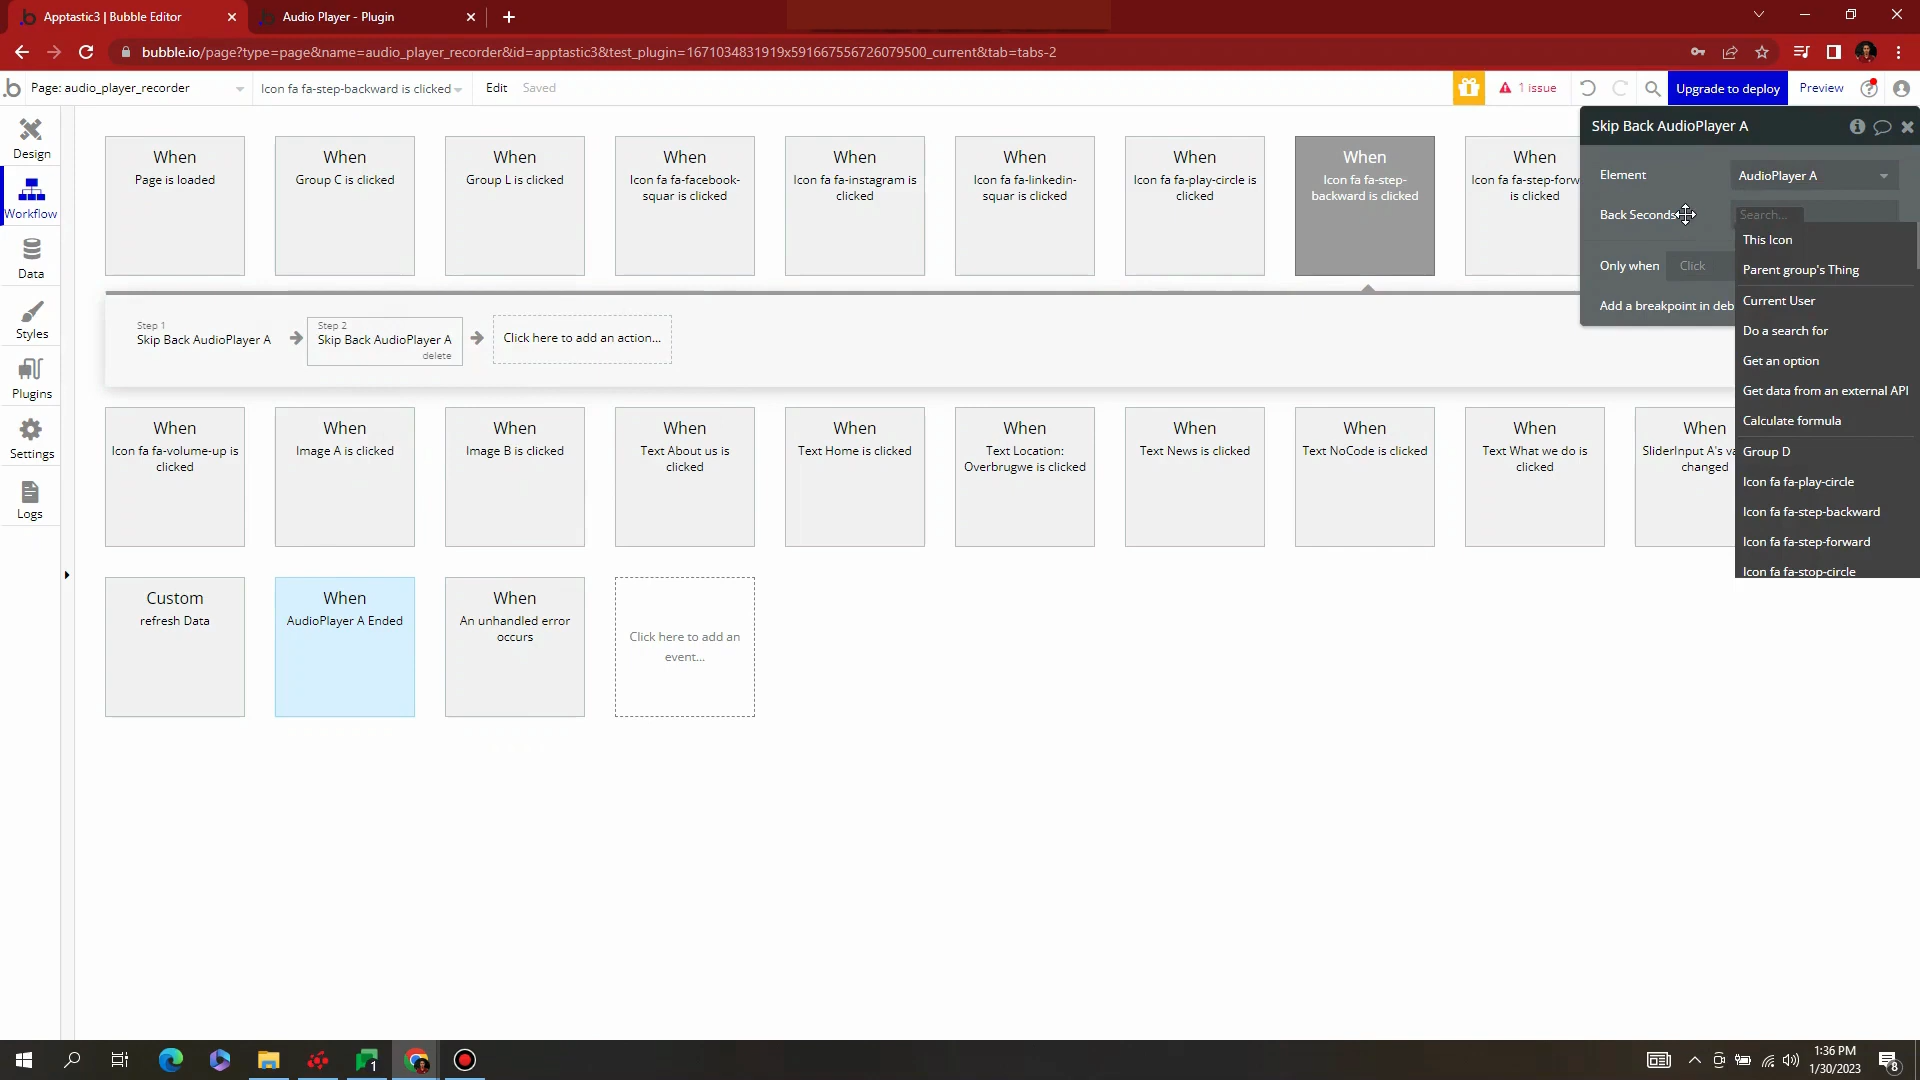 Apptastic3 | Bubble Editor
Audio Player - Plugin
bubble.io/page?type=page&name=audio_player_recorder&id=apptastic3&test_plugin=1671034831919x591667556726079500_current&tab=tabs-2
Page: audio_player_recorder
Icon fa fa-step-backward is clicked
Edit
Saved
1 issue
Upgrade to deploy
Preview
Design
Workflow
Data
Styles
Plugins
Settings
Logs
When
Page is loaded
When
Group C is clicked
When
Group L is clicked
When
Icon fa fa-facebook-
squar is clicked
When
Icon fa fa-instagram is
clicked
When
Icon fa fa-linkedin-
squar is clicked
When
Icon fa fa-play-circle is
clicked
When
Icon fa fa-step-
backward is clicked
When
Icon fa fa-step-forw
is clicked
Step 1
Skip Back AudioPlayer A
Step 2
Skip Back AudioPlayer A
delete
Click here to add an action...
When
Icon fa fa-volume-up is
clicked
When
Image A is clicked
When
Image B is clicked
When
Text About us is
clicked
When
Text Home is clicked
When
Text Location:
Overbrugwe is clicked
When
Text News is clicked
When
Text NoCode is clicked
When
Text What we do is
clicked
When
SliderInput A's va
changed
Custom
refresh Data
When
AudioPlayer A Ended
When
An unhandled error
occurs
Click here to add an
event...
Skip Back AudioPlayer A
Element
AudioPlayer A
Back Seconds
Search...
Only when
Click
Add a breakpoint in deb
This Icon
Parent group's Thing
Current User
Do a search for
Get an option
Get data from an external API
Calculate formula
Group D
Icon fa fa-play-circle
Icon fa fa-step-backward
Icon fa fa-step-forward
Icon fa fa-stop-circle
1
1:36 PM
1/30/2023
8